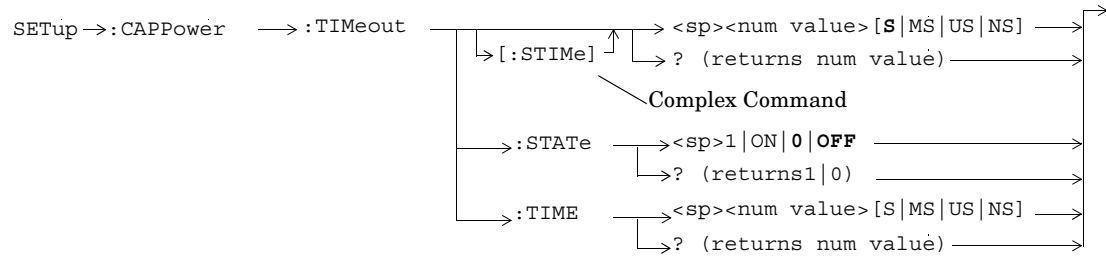 SETup :CAPPower :TIMeout <sp><num value>[S|MS|US|NS]
[:STIMe] ? (returns num value)
Complex Command
:STATe <sp>1|ON|0|OFF
? (returns1|0)
:TIME <sp><num value>[S|MS|US|NS]
? (returns num value)